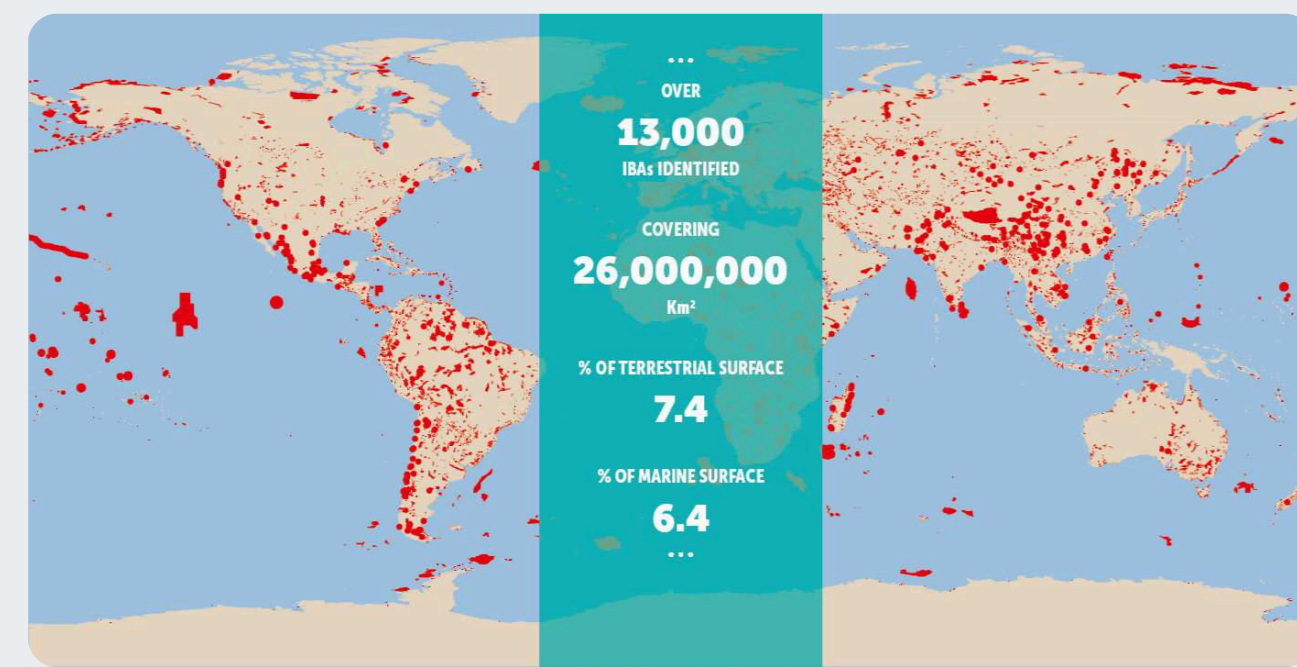 OVER
13,000
IBAs IDENTIFIED
COVERING
26,000,000
Km²
% OF TERRESTRIAL SURFACE
7.4
% OF MARINE SURFACE
6.4